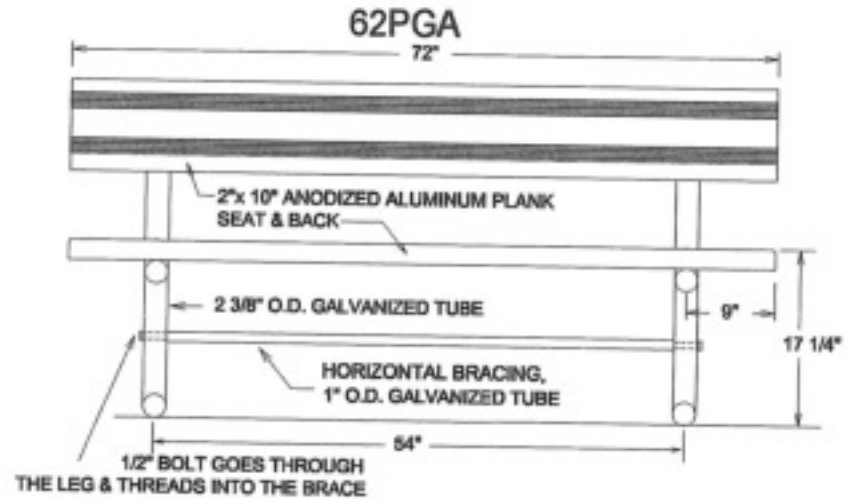 62PGA
72"
2"x 10" ANODIZED ALUMINUM PLANK
SEAT & BACK
2 3/8" O.D. GALVANIZED TUBE
9"
17 1/4"
HORIZONTAL BRACING,
1" O.D. GALVANIZED TUBE
54"
1/2" BOLT GOES THROUGH
THE LEG & THREADS INTO THE BRACE